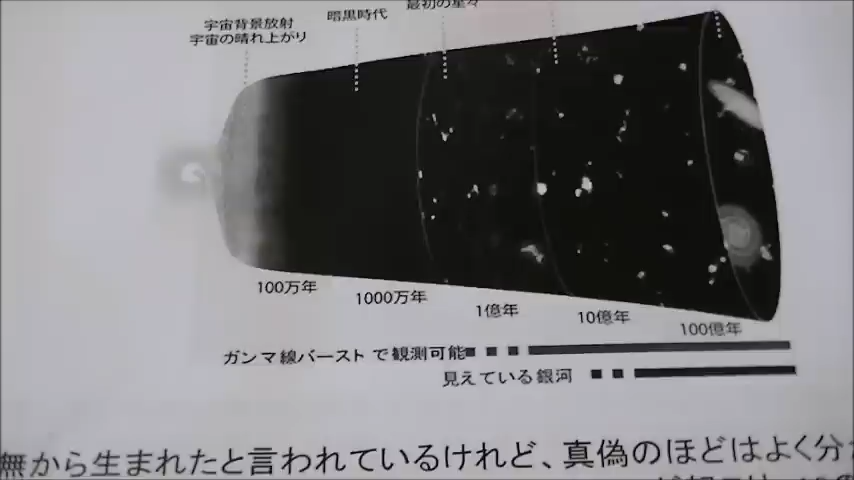 宇宙背景放射
宇宙の晴れ上がり
暗黒時代
最初の星々
100万年
1000万年
1億年
10億年
100億年
ガンマ線バーストで観測可能
見えている銀河
無から生まれたと言われているけれど、真偽のほどはよく分